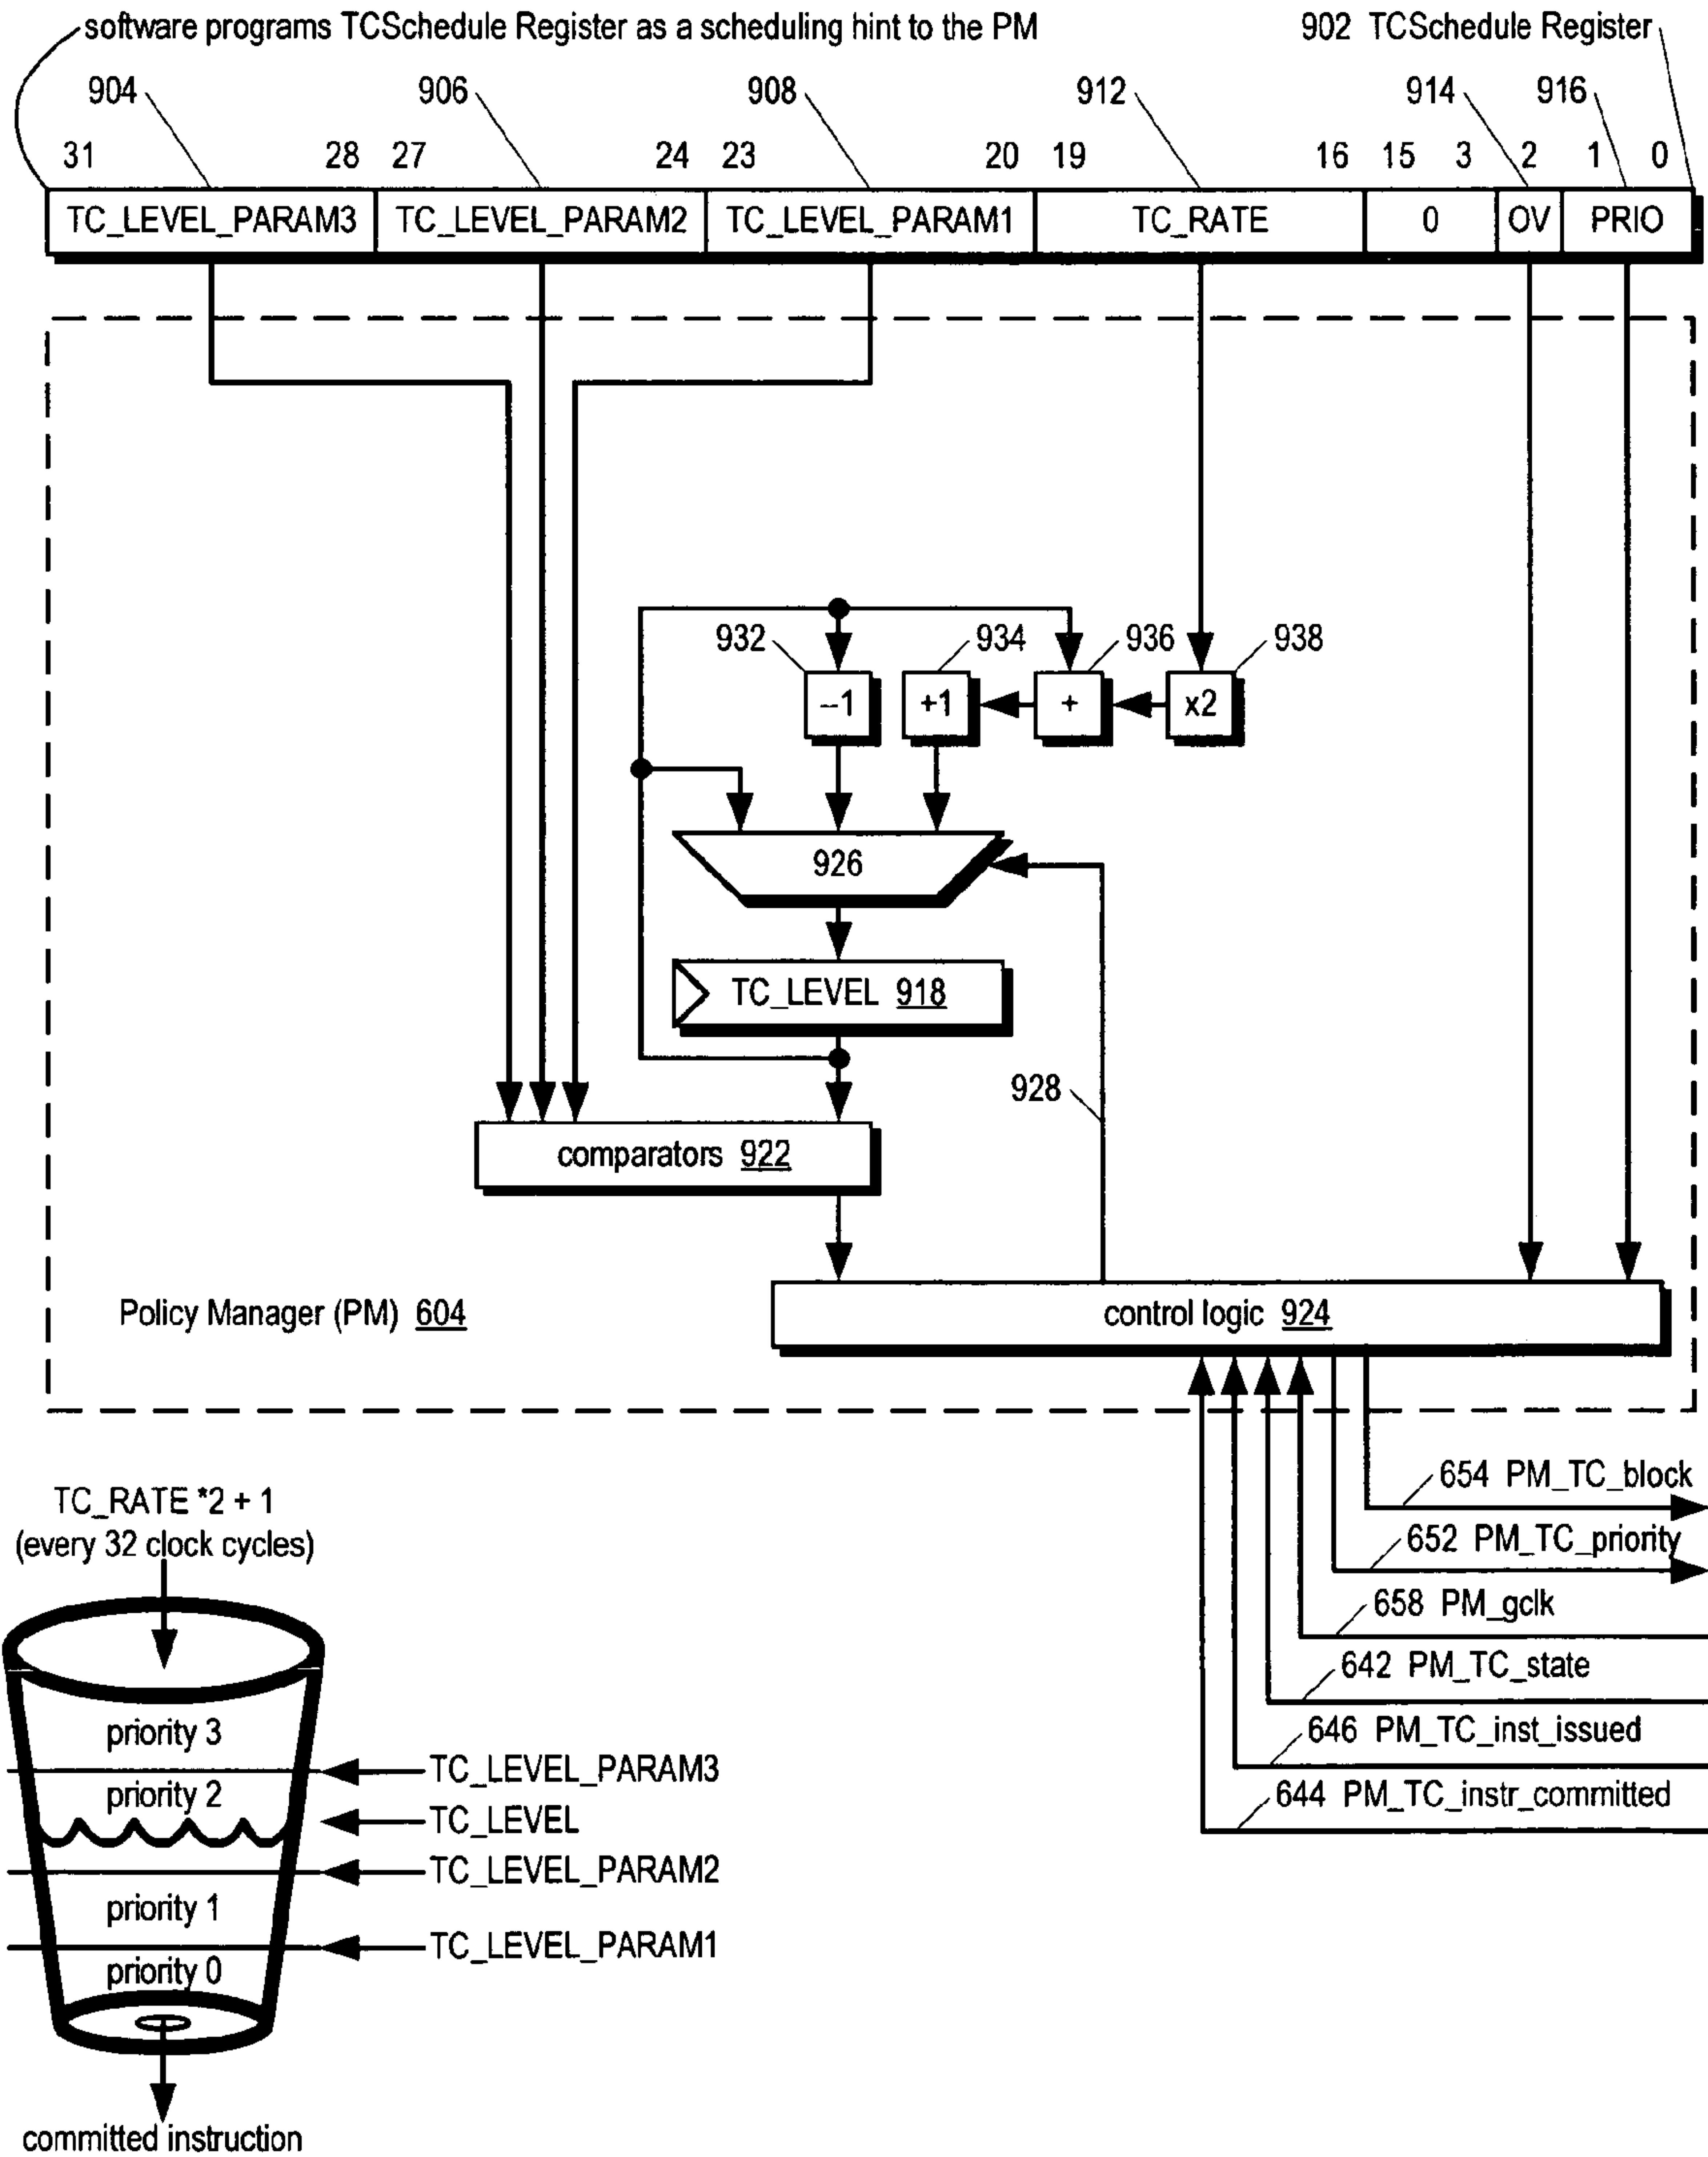 software programs TCSchedule Register as a scheduling hint to the PM
902 TCSchedule Register
904 906 908 912 914 916
31 28 27 24 23 20 19 16 15 3 2 1 0
TC_LEVEL_PARAM3 TC_LEVEL_PARAM2 TC_LEVEL_PARAM1 TC_RATE 0 OV PRIO
932 934 936 938
–1 +1 + x2
926
TC_LEVEL 918
928
comparators 922
Policy Manager (PM) 604
control logic 924
654 PM_TC_block
652 PM_TC_priority
658 PM_gclk
642 PM_TC_state
646 PM_TC_inst_issued
644 PM_TC_instr_committed
TC_RATE *2 + 1
(every 32 clock cycles)
priority 3
TC_LEVEL_PARAM3
priority 2
TC_LEVEL
TC_LEVEL_PARAM2
priority 1
TC_LEVEL_PARAM1
priority 0
committed instruction